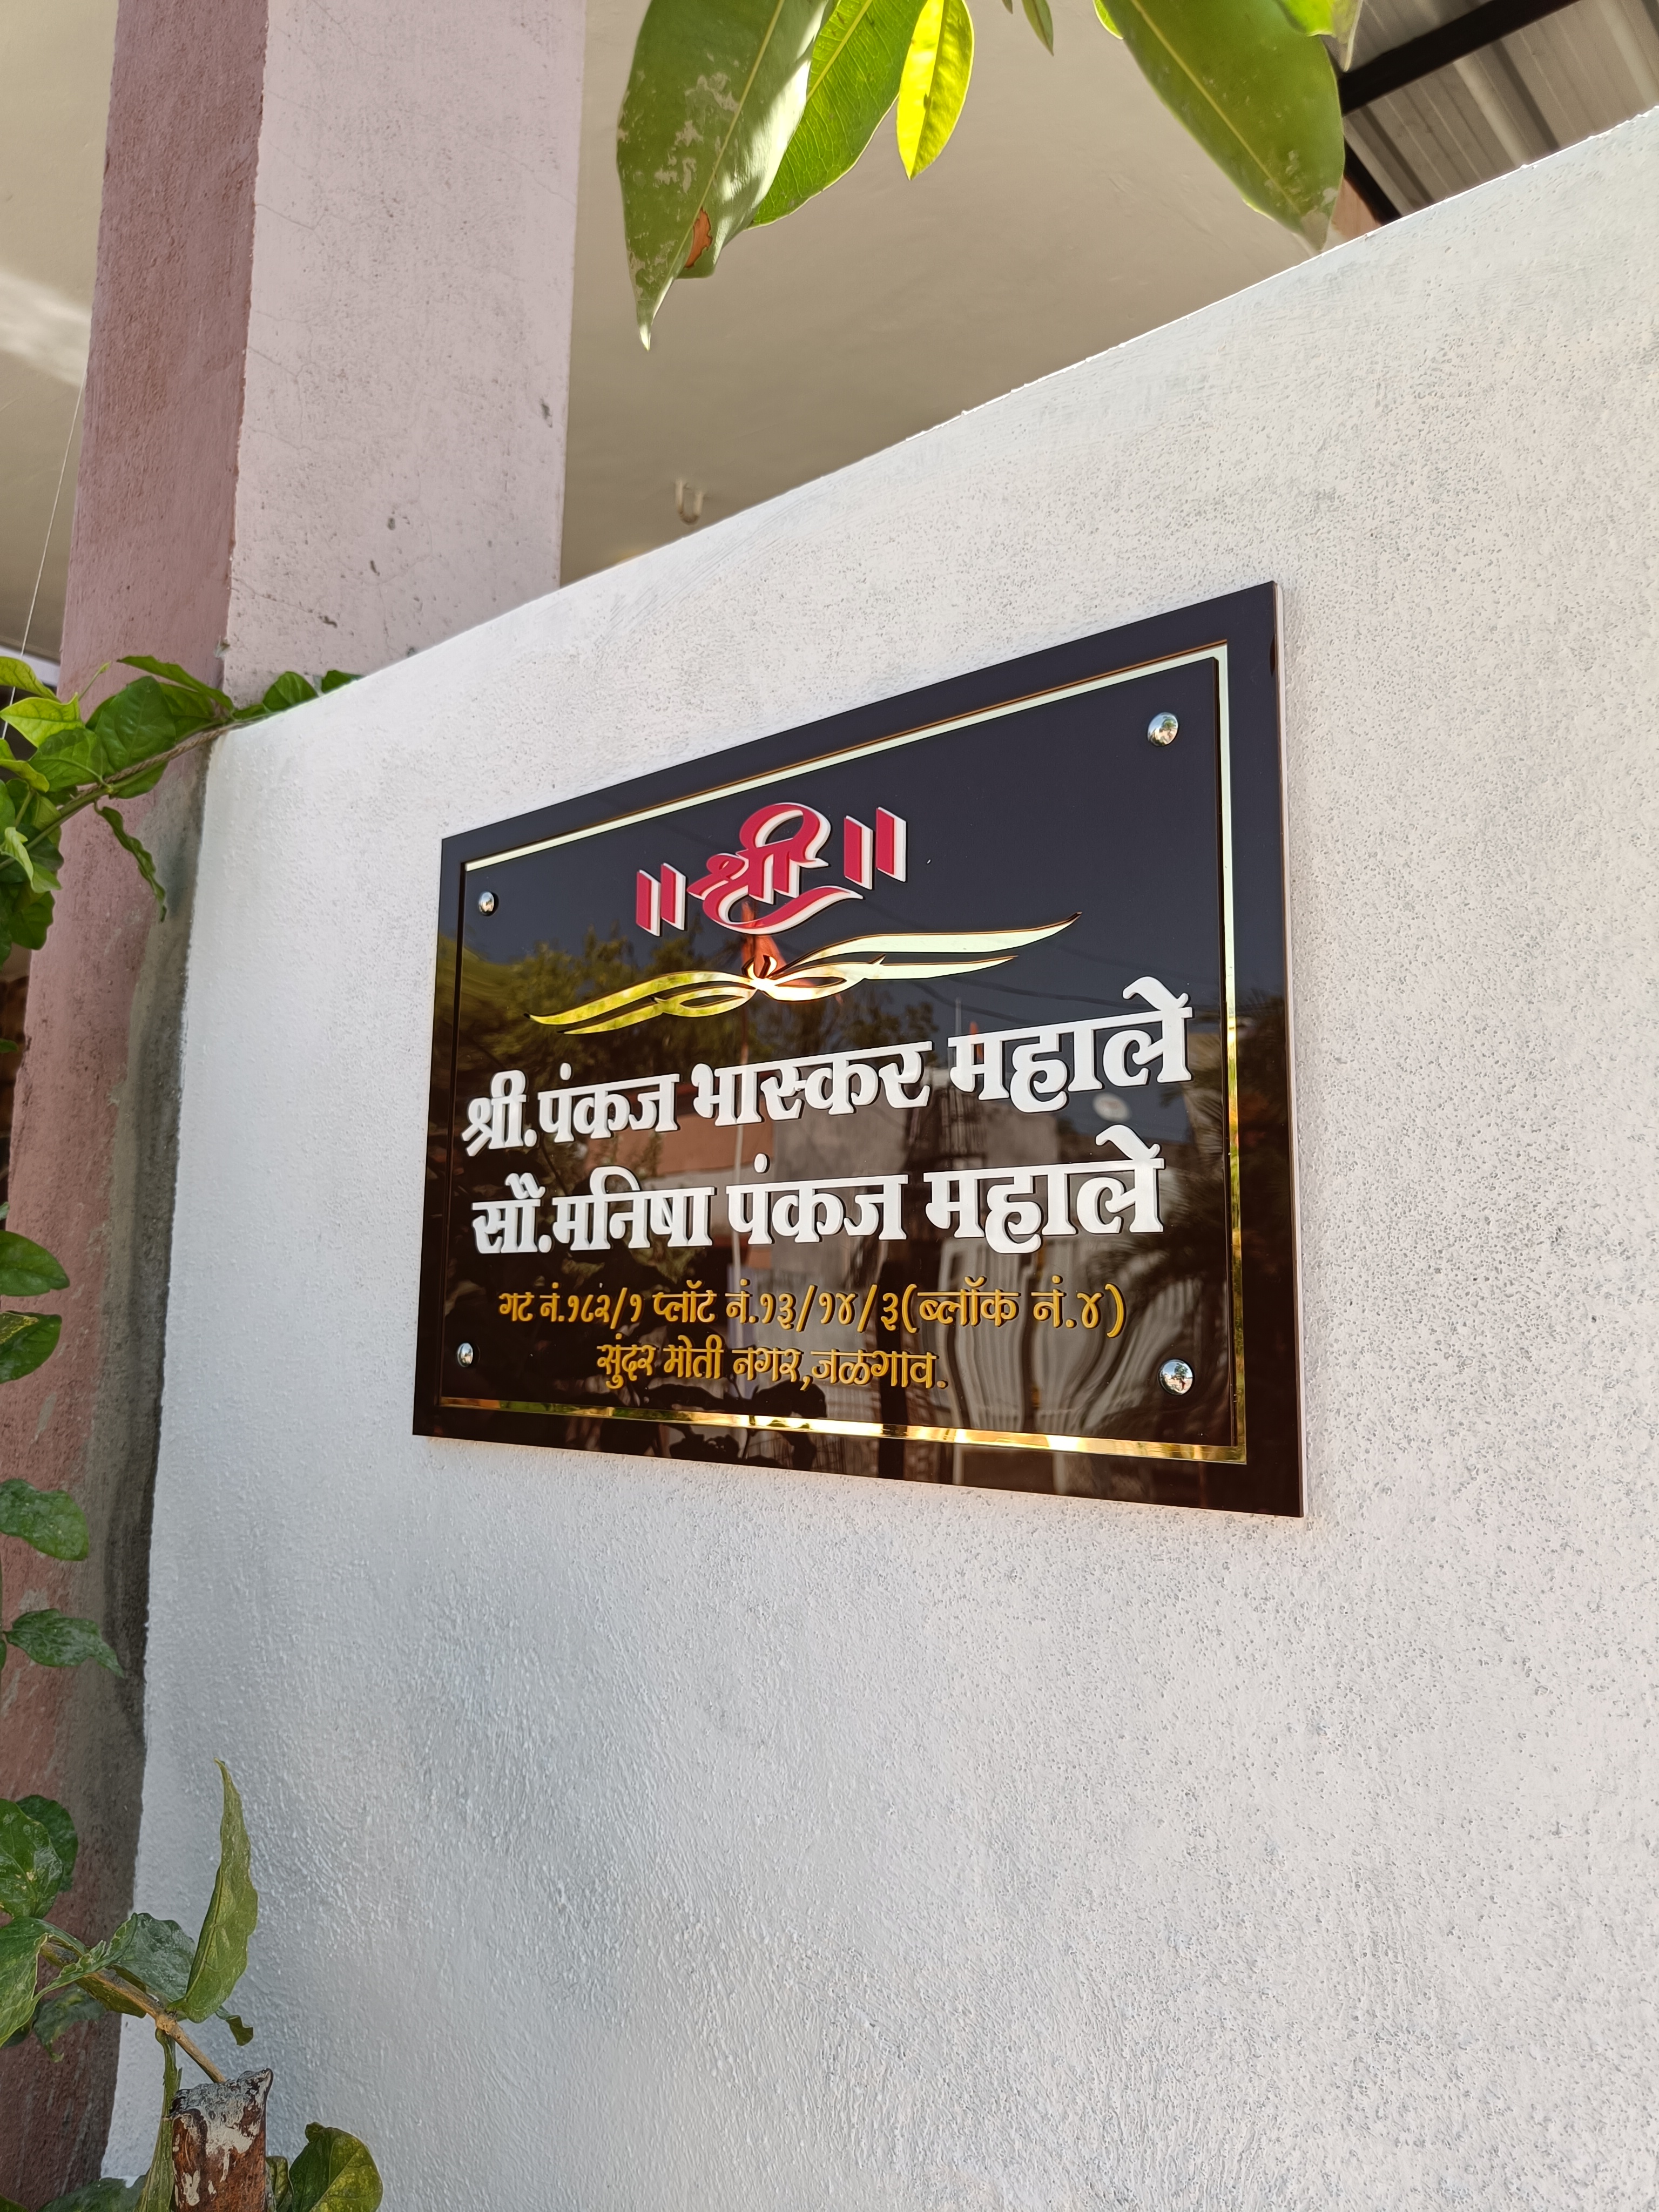 ॥ श्री ॥
श्री.पंकज भास्कर महाले
सौ.मनिषा पंकज महाले
गट नं.१८२/१ प्लॉट नं.१३/१४/३(ब्लॉक नं.४)
सुंदर मोती नगर,जळगाव.